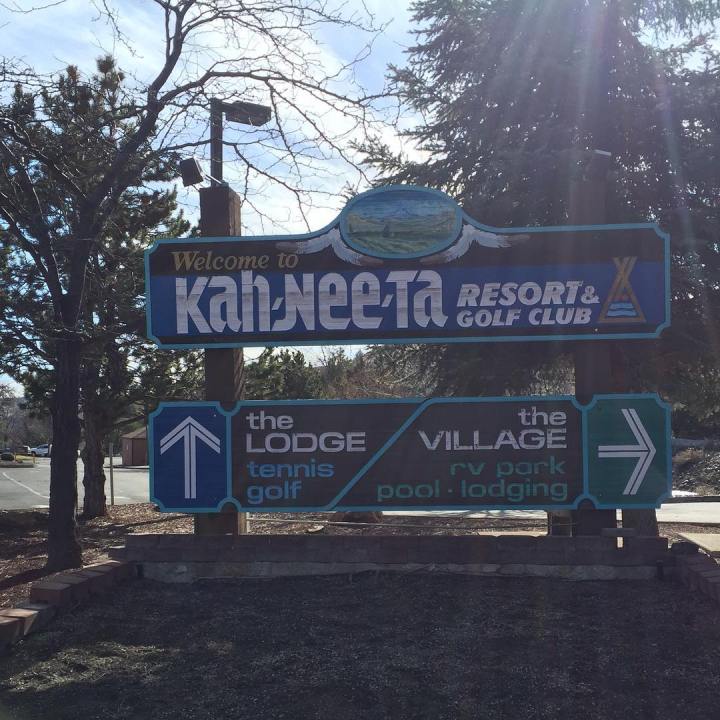 Welcome to
Kah-Nee-Ta RESORT &
GOLF CLUB
the
LODGE
tennis
golf
the
VILLAGE
rv park
pool · lodging